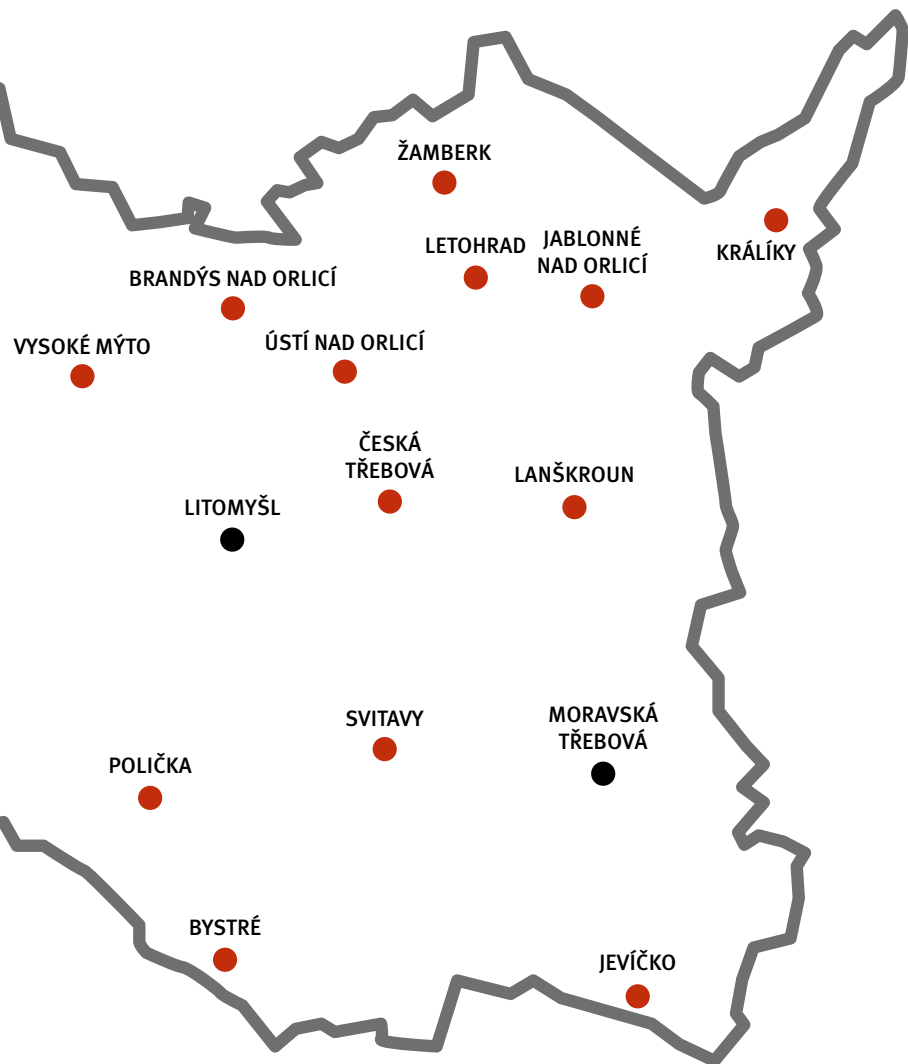 ŽAMBERK
LETOHRAD
JABLONNÉ
NAD ORLICÍ
KRÁLÍKY
BRANDÝS NAD ORLICÍ
VYSOKÉ MÝTO
ÚSTÍ NAD ORLICÍ
ČESKÁ
TŘEBOVÁ
LANŠKROUN
LITOMYŠL
SVITAVY
MORAVSKÁ
TŘEBOVÁ
POLIČKA
BYSTRÉ
JEVÍČKO